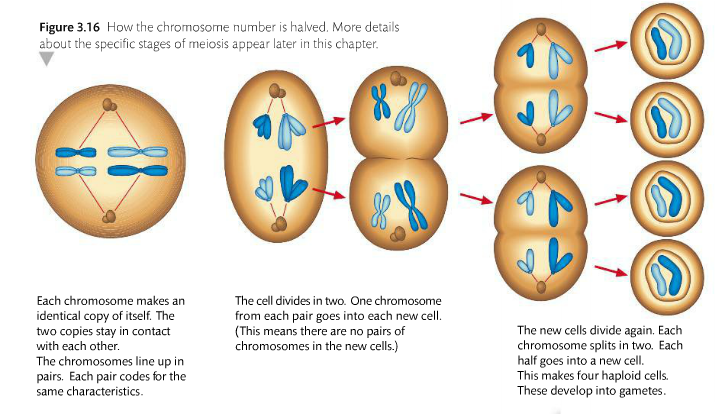 Figure 3.16 How the chromosome number is halved. More details
about the specific stages of meiosis appear later in this chapter.
Each chromosome makes an
identical copy of itself. The
two copies stay in contact
with each other.
The chromosomes line up in
pairs. Each pair codes for the
same characteristics.
The cell divides in two. One chromosome
from each pair goes into each new cell.
(This means there are no pairs of
chromosomes in the new cells.)
The new cells divide again. Each
chromosome splits in two. Each
half goes into a new cell.
This makes four haploid cells.
These develop into gametes.